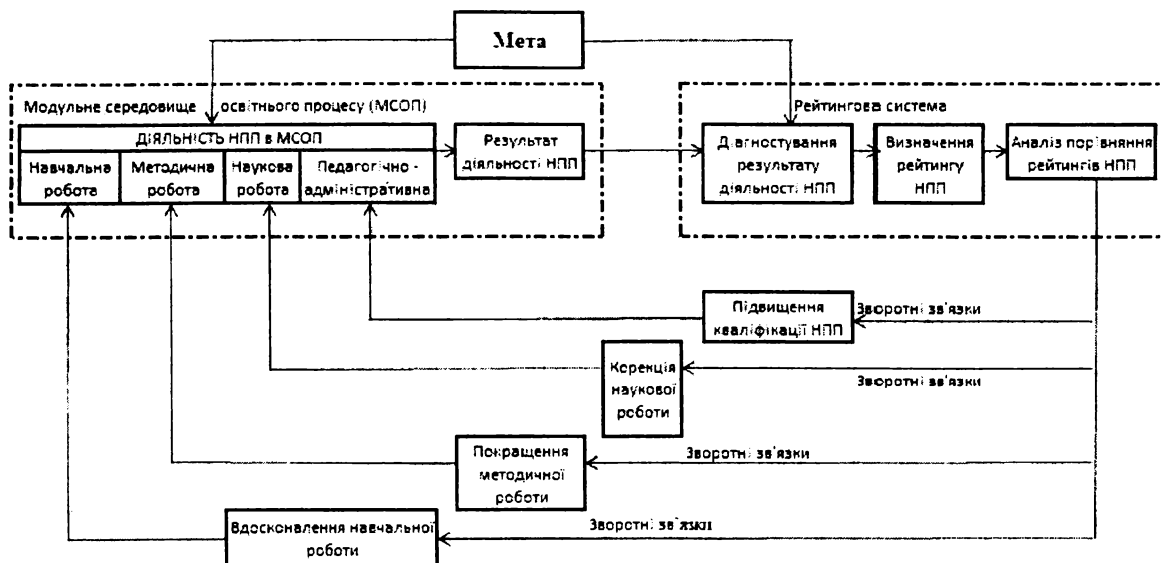 Мета
Модульне середовище освітнього процесу (МСОП)
ДІЯЛЬНІСТЬ НПП в МСОП
Навчальна
робота
Методична
робота
Наукова
робота
Педагогічно -
адміністративна
Результат
діяльності НПП
Рейтингова система
Діагностування
результату
діяльності НПП
Визначення
рейтингу
НПП
Аналіз порівняння
рейтингів НПП
Підвищення
кваліфікації НПП
Зворотні зв'язки
Корекція
наукової
роботи
Зворотні зв'язки
Покращення
методичної
роботи
Зворотні зв'язки
Вдосконалення навчальної
роботи
Зворотні зв'язки